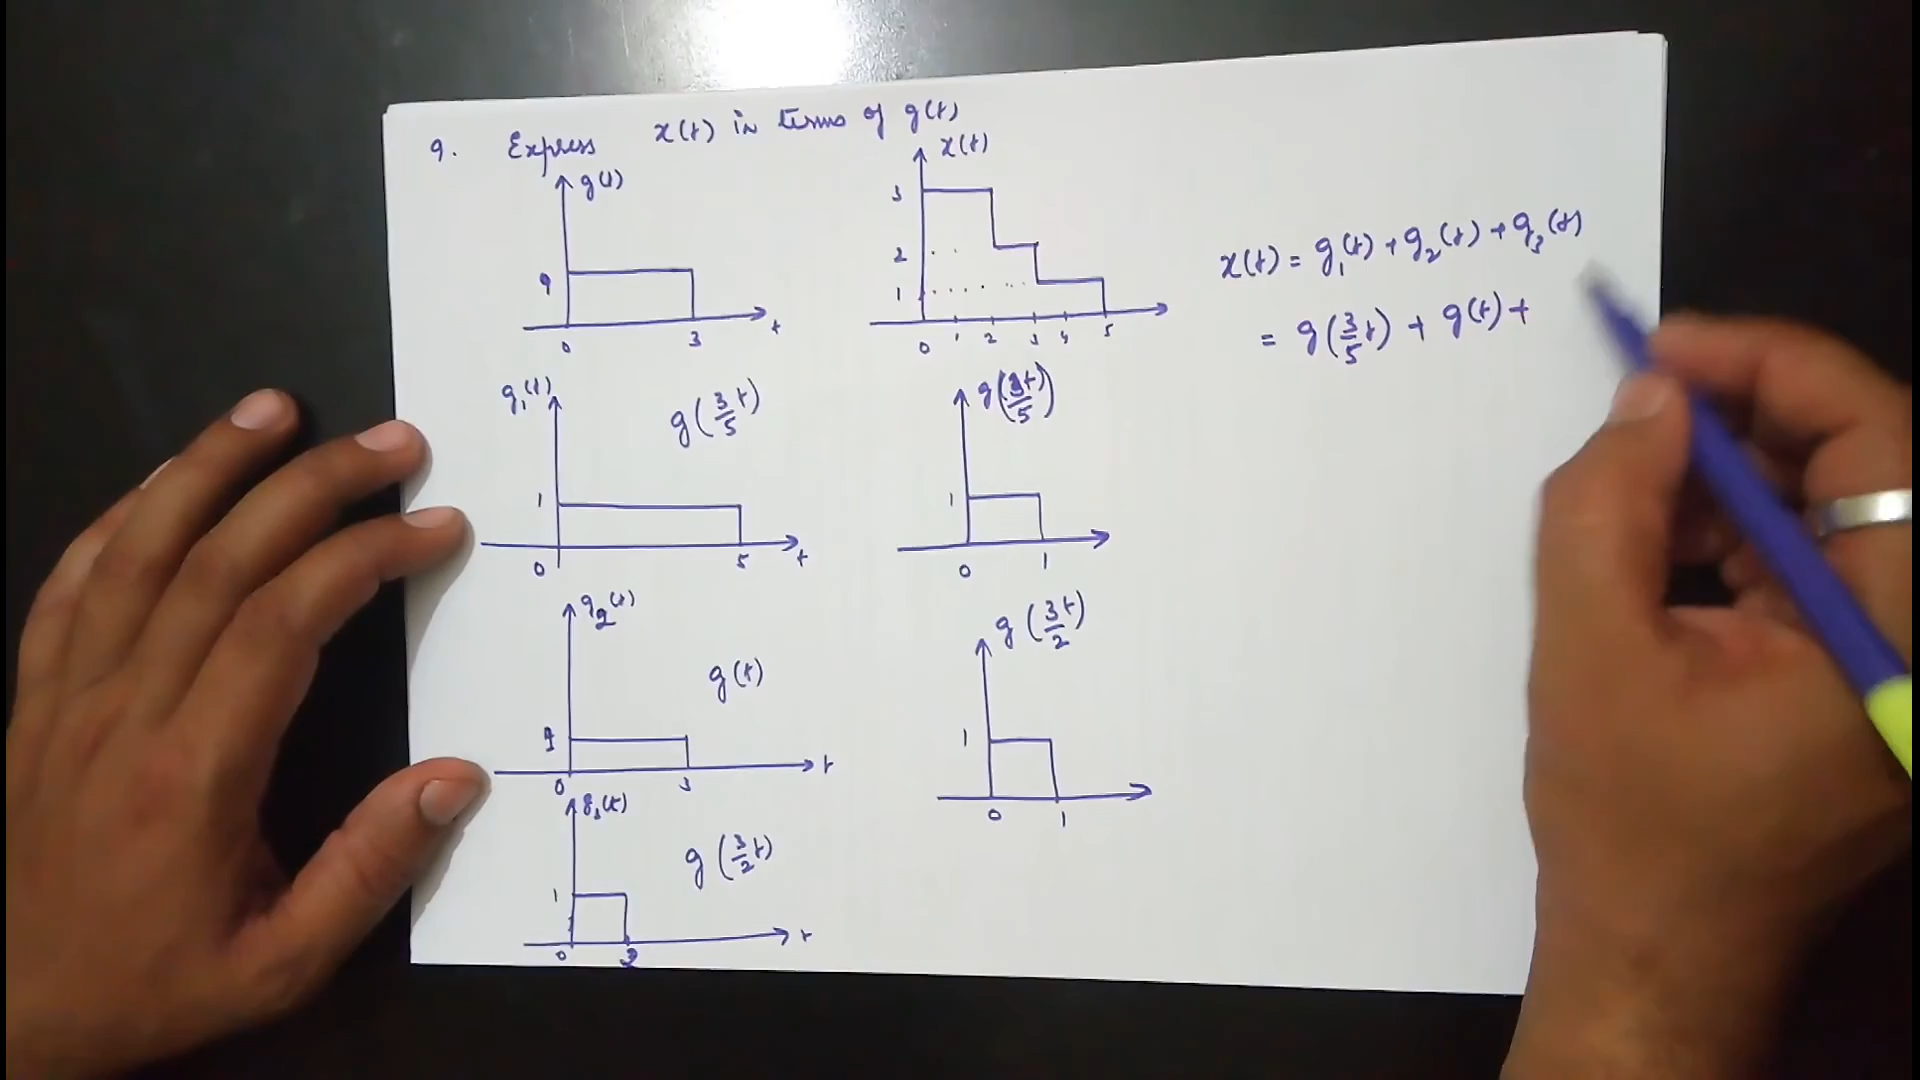 9. Express x(t) in terms of g(t)
g(t)
1
0
3
t
x(t)
3
2
1
0 1 2 3 4 5
x(t) = g₁(t) + g₂(t) + g₃(t)
= g(3/5 t) + g(t) +
g₁(t)
g(3/5 t)
1
0
5
t
g(3t/5)
1
0
1
g₂(t)
g(t)
1
0
3
t
g(3t/2)
1
0
1
g₃(t)
g(3/2 t)
1
0
2
t